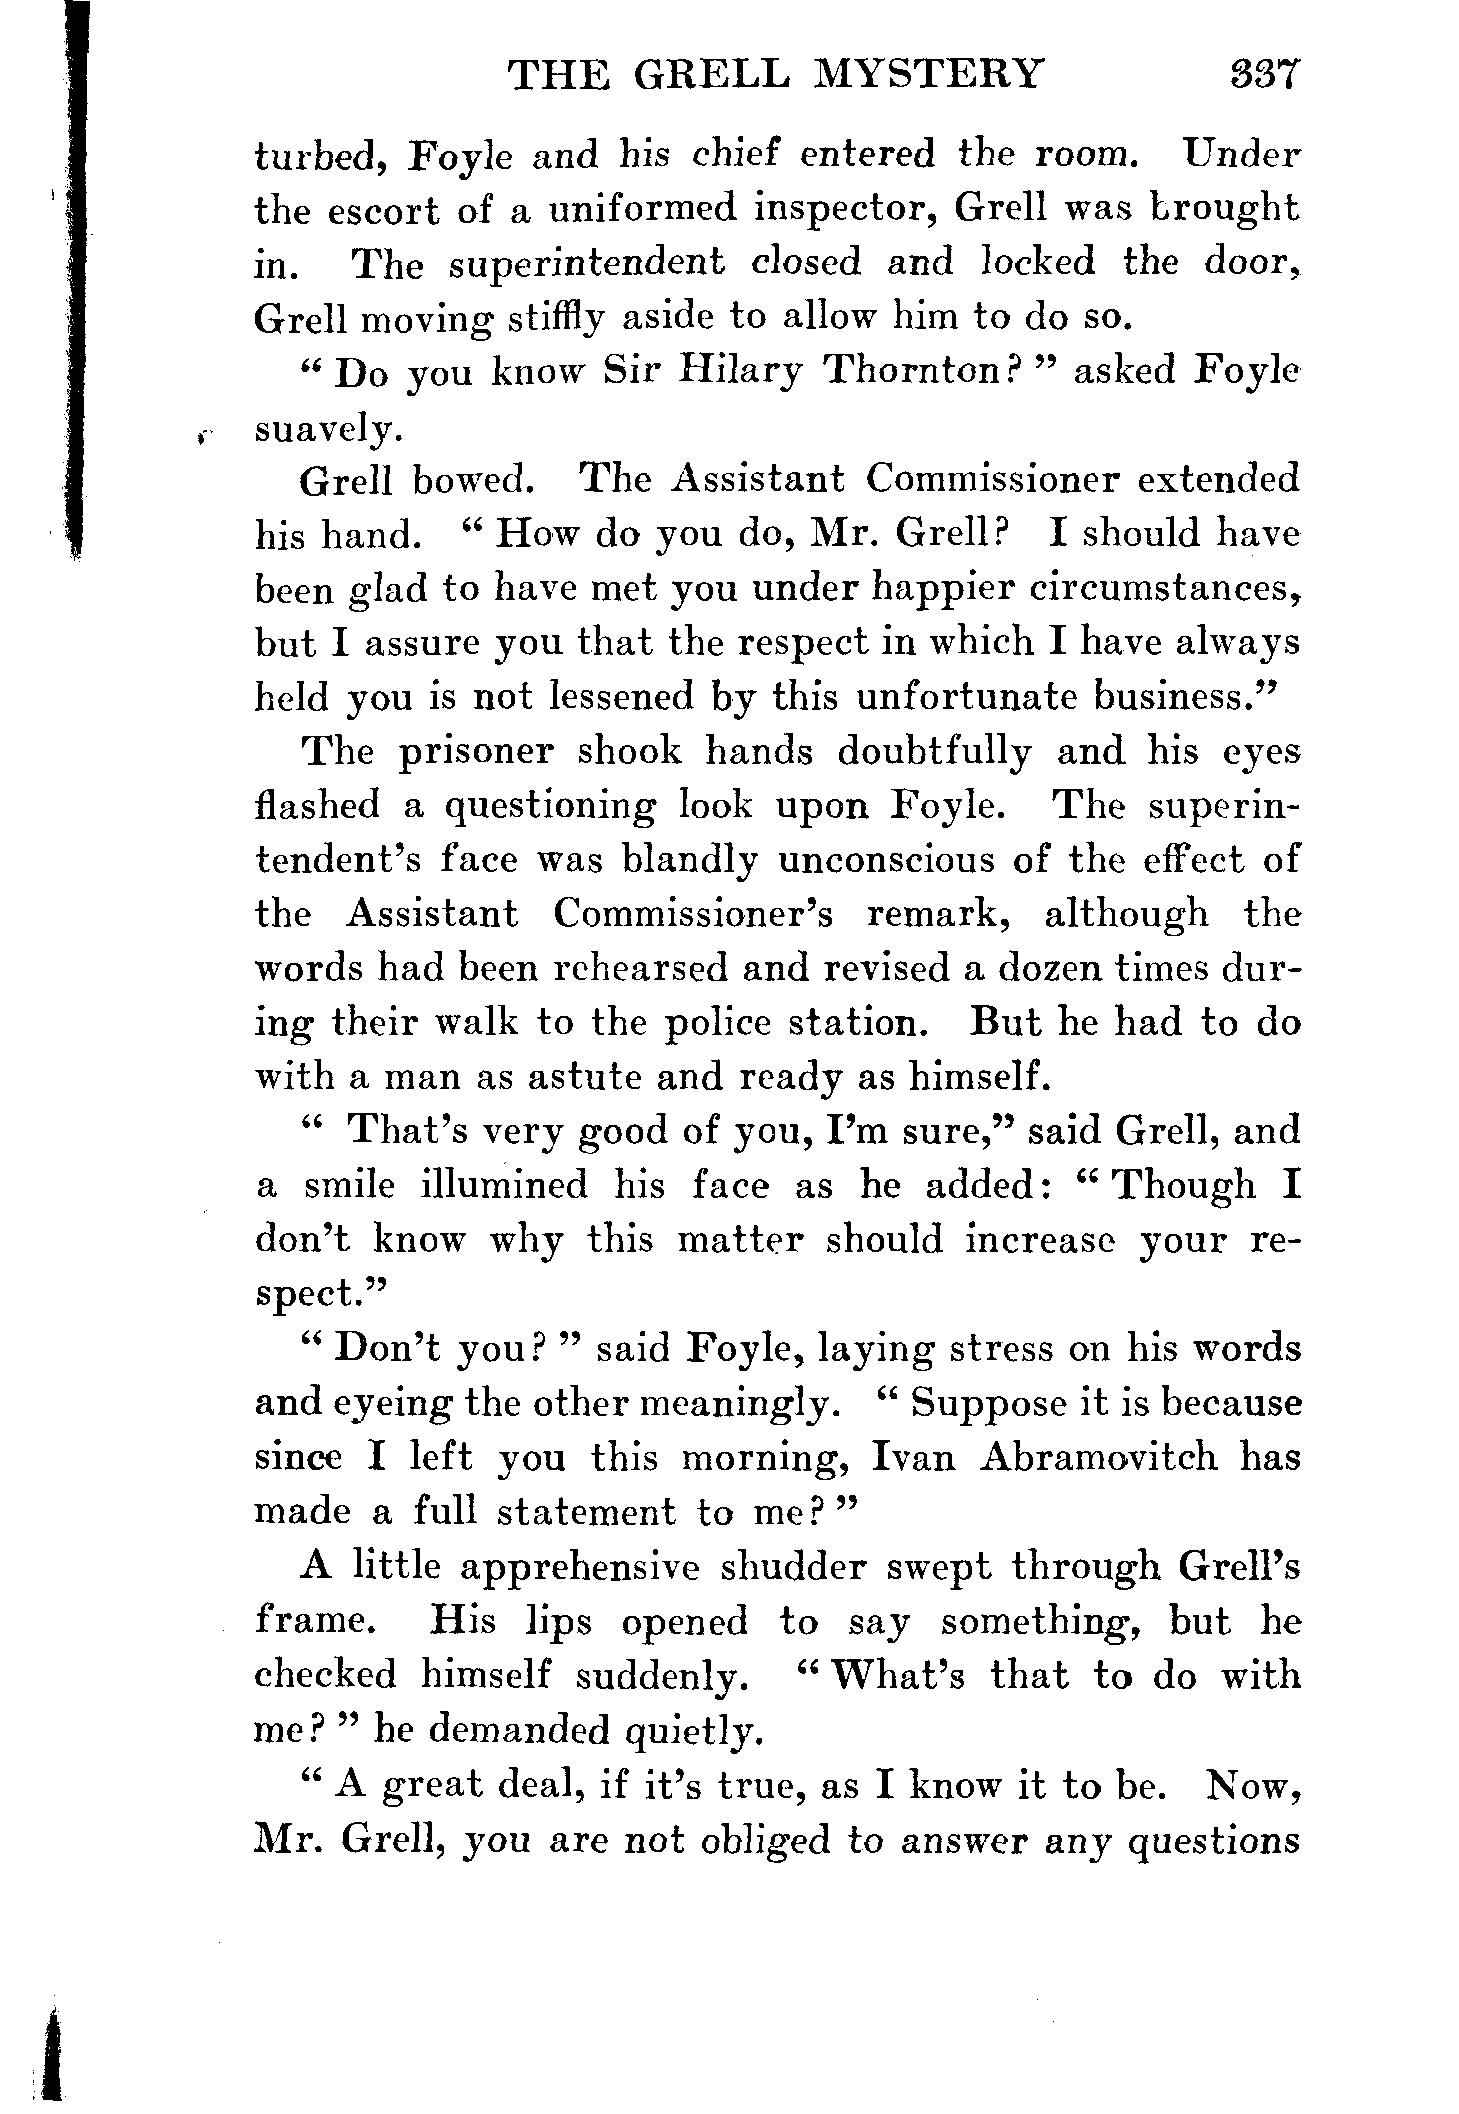 THE GRELL MYSTERY 337
turbed, Foyle and his chief entered the room. Under
the escort of a uniformed inspector, Grell was brought
in. The superintendent closed and locked the door,
Grell moving stiffly aside to allow him to do so.
“ Do you know Sir Hilary Thornton? ” asked Foyle
suavely.
Grell bowed. The Assistant Commissioner extended
his hand. “ How do you do, Mr. Grell? I should have
been glad to have met you under happier circumstances,
but I assure you that the respect in which I have always
held you is not lessened by this unfortunate business.”
The prisoner shook hands doubtfully and his eyes
flashed a questioning look upon Foyle. The superin-
tendent’s face was blandly unconscious of the effect of
the Assistant Commissioner’s remark, although the
words had been rehearsed and revised a dozen times dur-
ing their walk to the police station. But he had to do
with a man as astute and ready as himself.
“ That’s very good of you, I’m sure,” said Grell, and
a smile illumined his face as he added: “ Though I
don’t know why this matter should increase your re-
spect.”
“ Don’t you? ” said Foyle, laying stress on his words
and eyeing the other meaningly. “ Suppose it is because
since I left you this morning, Ivan Abramovitch has
made a full statement to me? ”
A little apprehensive shudder swept through Grell’s
frame. His lips opened to say something, but he
checked himself suddenly. “ What’s that to do with
me? ” he demanded quietly.
“ A great deal, if it’s true, as I know it to be. Now,
Mr. Grell, you are not obliged to answer any questions